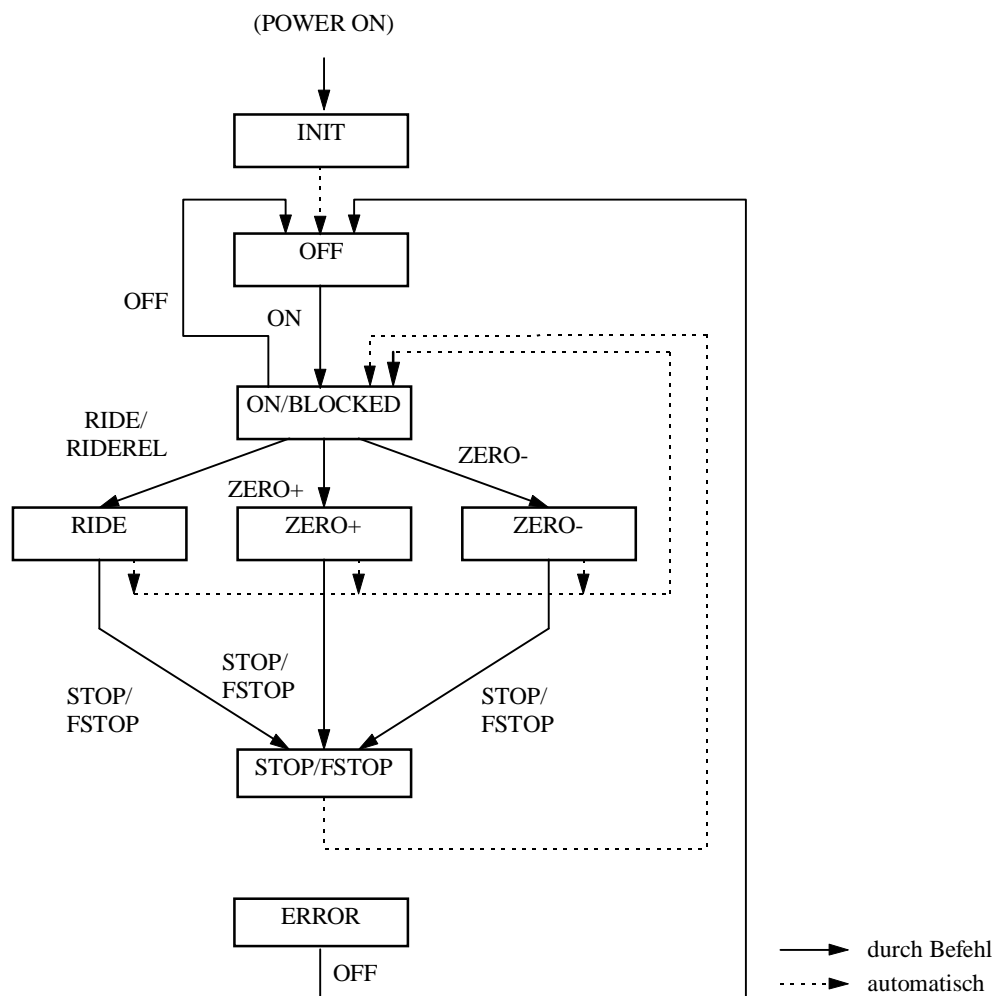 (POWER ON)
INIT
OFF
OFF
ON
ON/BLOCKED
RIDE/
RIDEREL
ZERO-
ZERO+
RIDE
ZERO+
ZERO-
STOP/
FSTOP
STOP/
FSTOP
STOP/
FSTOP
STOP/FSTOP
ERROR
OFF
durch Befehl
automatisch